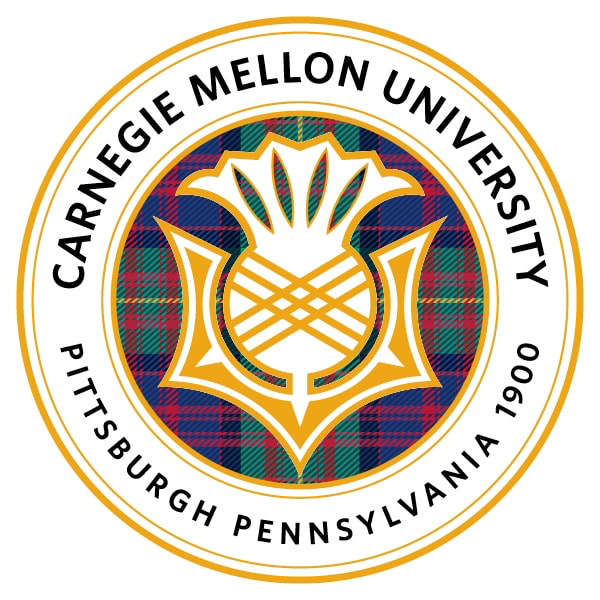 CARNEGIE MELLON UNIVERSITY
PITTSBURGH PENNSYLVANIA 1900